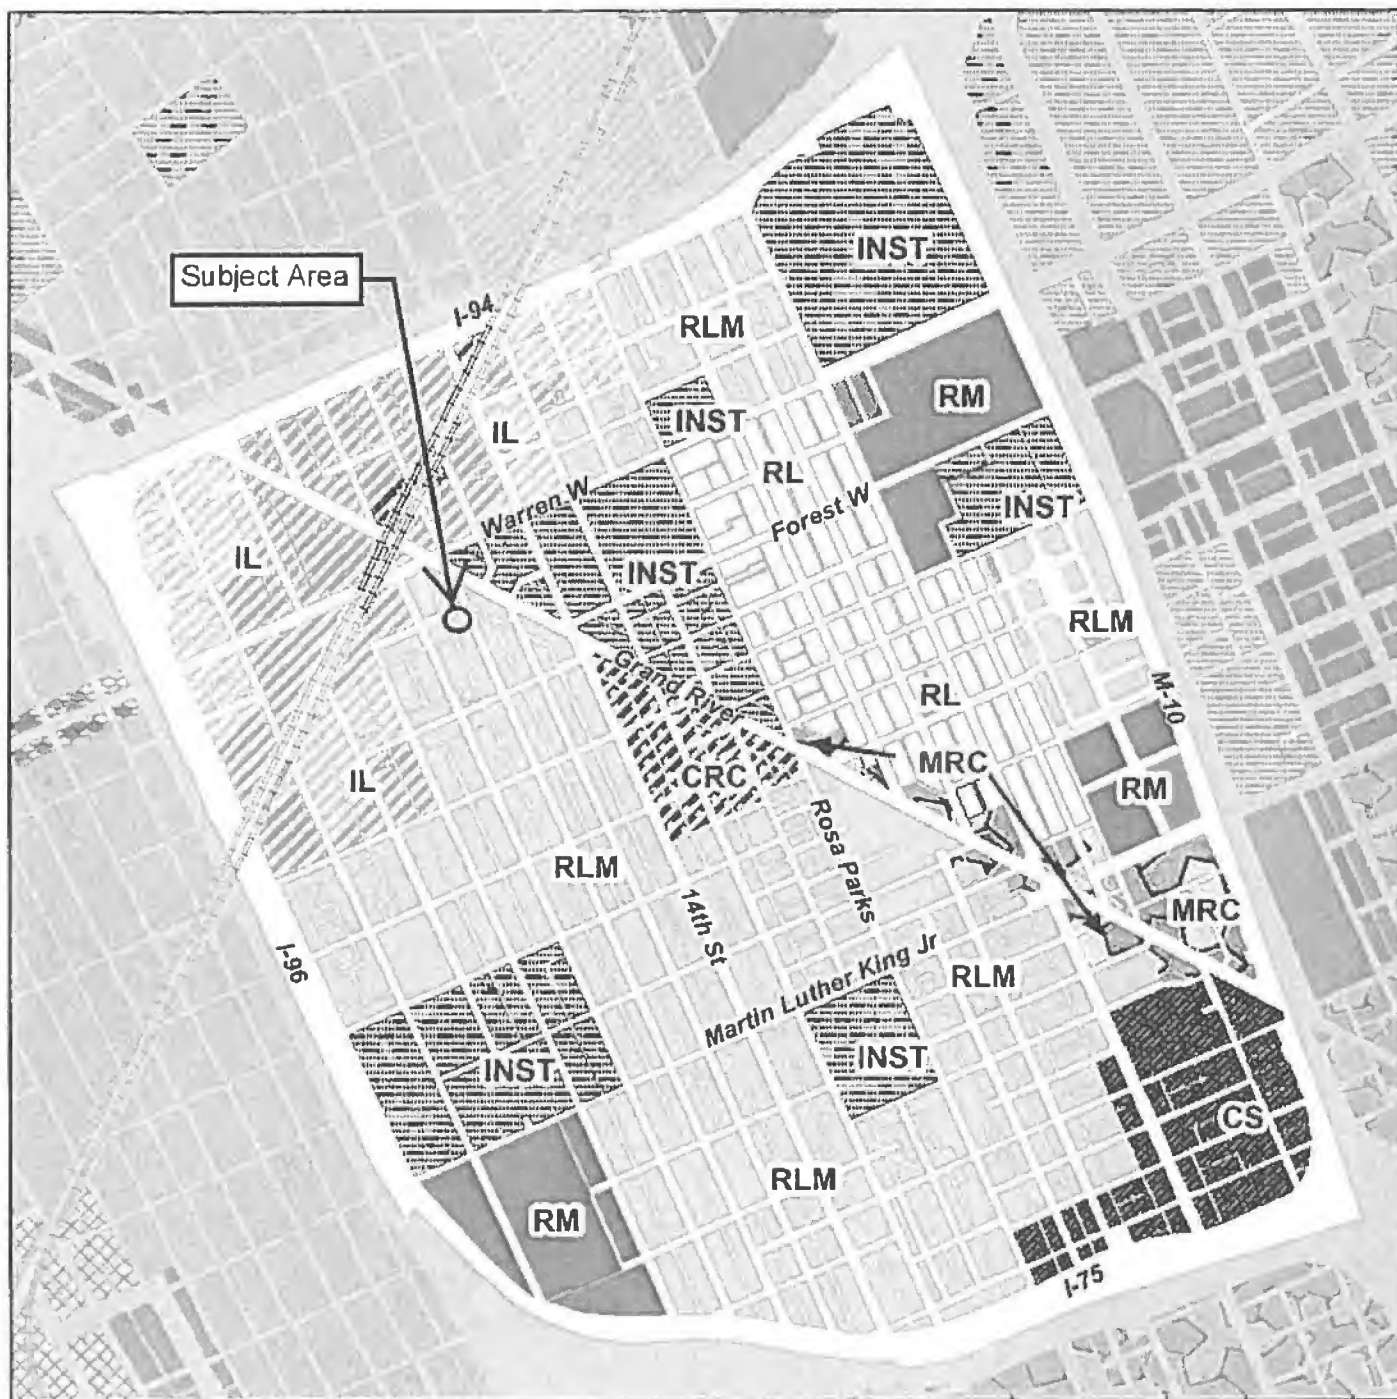 INST
Subject Area
I-94
RLM
RM
INST
IL
RL
Warren W
Forest W
INST
IL
INST
RLM
Grand River
RL
M-10
MRC
CRC
IL
RM
Rosa Parks
RLM
14th St
MRC
Martin Luther King Jr
I-96
RLM
INST
INST
CS
RLM
RM
I-75